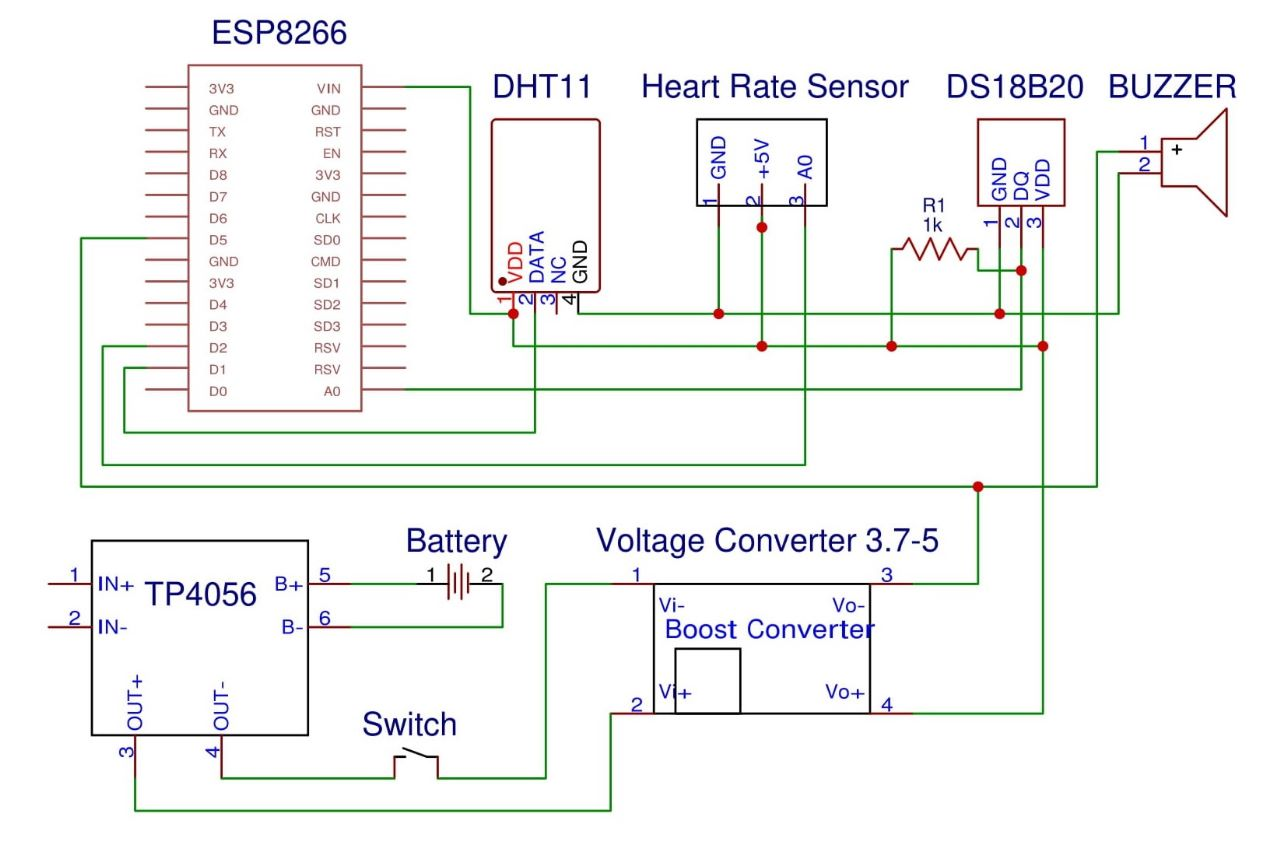 ESP8266
3V3 VIN
GND GND
TX RST
RX EN
D8 3V3
D7 GND
D6 CLK
D5 SD0
GND CMD
3V3 SD1
D4 SD2
D3 SD3
D2 RSV
D1 RSV
D0 A0
DHT11
VDD
DATA
NC
GND
1 2 3 4
Heart Rate Sensor
GND
+5V
A0
1 2 3
DS18B20
GND
DQ
VDD
1 2 3
R1
1k
BUZZER
1
+
2
TP4056
1 IN+
2 IN-
B+ 5
B- 6
OUT+
OUT-
3 4
Battery
1 2
Switch
Voltage Converter 3.7-5
1 3
Vi- Vo-
Boost Converter
Vi+ Vo+
2 4